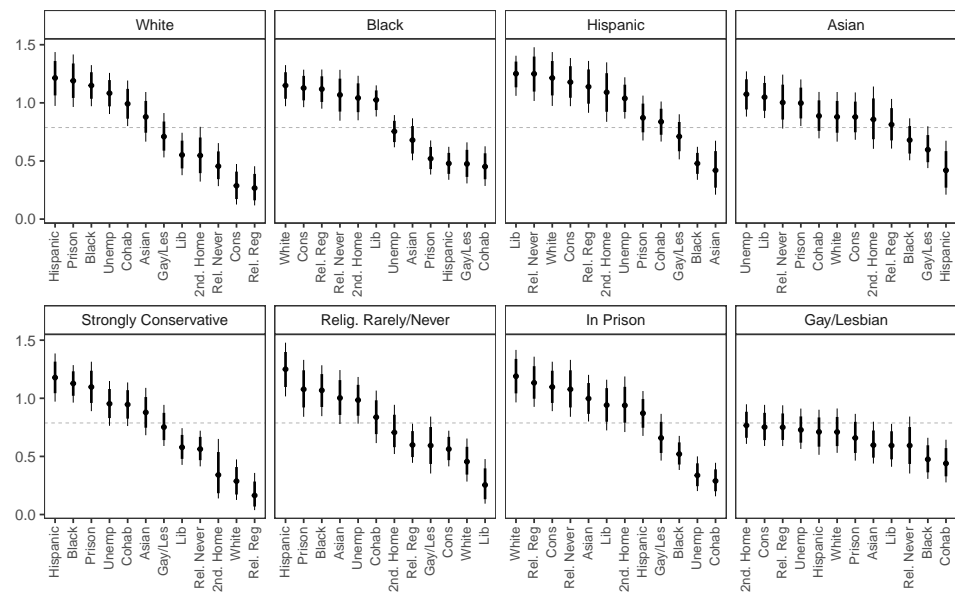 White
Black
Hispanic
Asian
1.5
1.0
0.5
0.0
Hispanic
Prison
Black
Unemp
Cohab
Asian
Gay/Les
Lib
2nd. Home
Rel. Never
Cons
Rel. Reg
White
Cons
Rel. Reg
Rel. Never
2nd. Home
Lib
Unemp
Asian
Prison
Hispanic
Gay/Les
Cohab
Lib
Rel. Never
White
Cons
Rel. Reg
2nd. Home
Unemp
Prison
Cohab
Gay/Les
Black
Asian
Unemp
Lib
Rel. Never
Prison
Cohab
White
Cons
2nd. Home
Rel. Reg
Black
Gay/Les
Hispanic
Strongly Conservative
Relig. Rarely/Never
In Prison
Gay/Lesbian
1.5
1.0
0.5
0.0
Hispanic
Black
Prison
Unemp
Cohab
Asian
Gay/Les
Lib
Rel. Never
2nd. Home
White
Rel. Reg
Hispanic
Prison
Black
Asian
Unemp
Cohab
2nd. Home
Rel. Reg
Gay/Les
Cons
White
Lib
White
Rel. Reg
Cons
Rel. Never
Asian
Lib
2nd. Home
Hispanic
Gay/Les
Black
Unemp
Cohab
2nd. Home
Cons
Rel. Reg
Unemp
Hispanic
White
Prison
Asian
Lib
Rel. Never
Black
Cohab